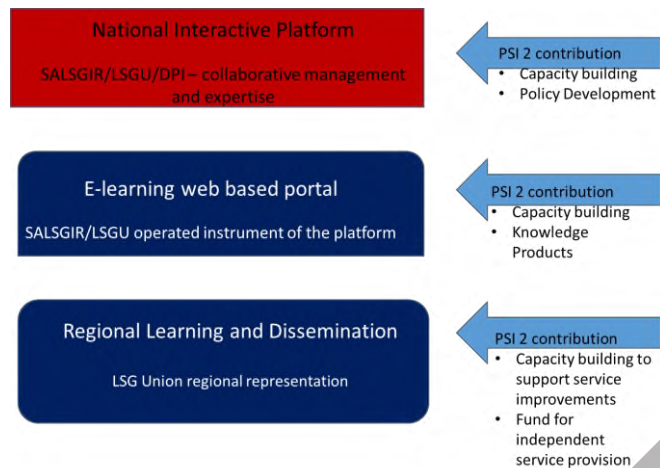 National Interactive Platform
SALSGIR/LSGU/DPI – collaborative management
and expertise
PSI 2 contribution
• Capacity building
• Policy Development
E-learning web based portal
SALSGIR/LSGU operated instrument of the platform
PSI 2 contribution
• Capacity building
• Knowledge
Products
Regional Learning and Dissemination
LSG Union regional representation
PSI 2 contribution
• Capacity building to
support service
improvements
• Fund for
independent
service provision